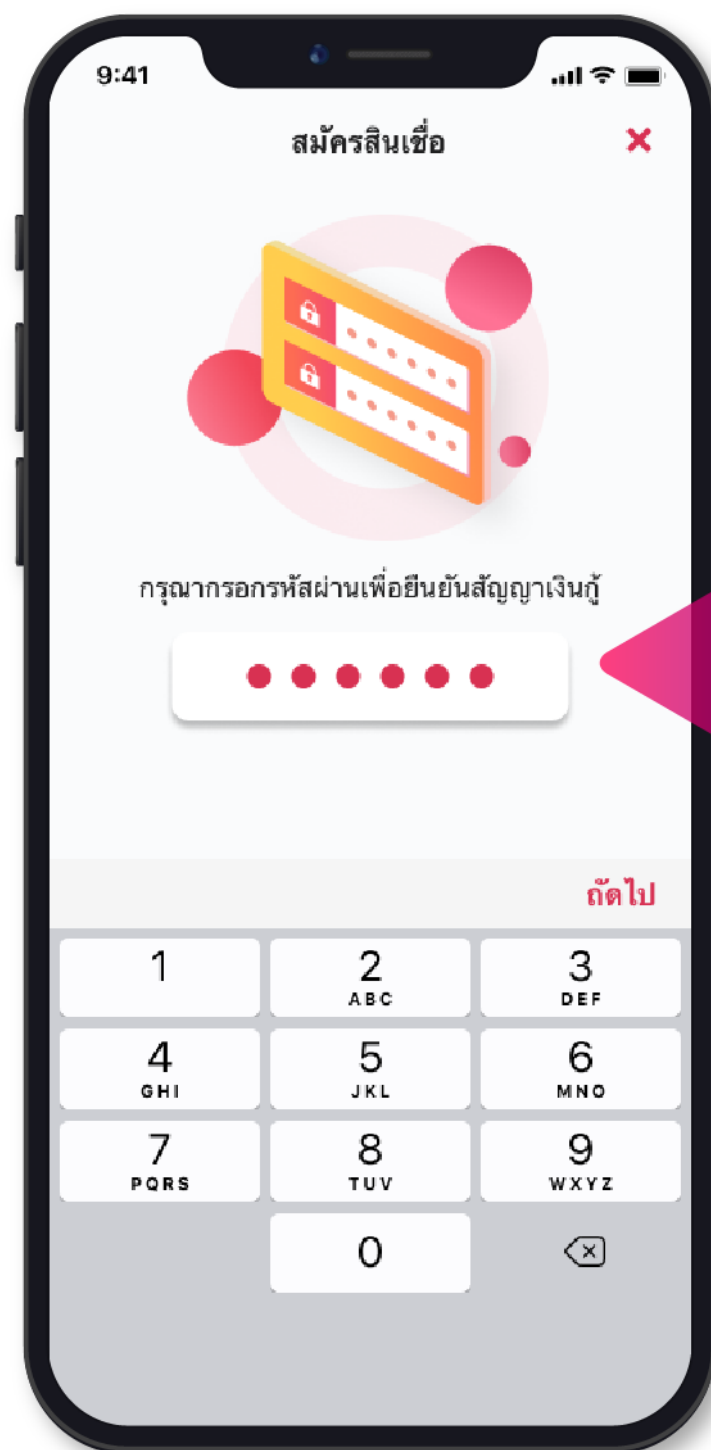 9:41
สมัครสินเชื่อ
กรุณากรอกรหัสผ่านเพื่อยืนยันสัญญาเงินกู้
ถัดไป
1
2
ABC
3
DEF
4
GHI
5
JKL
6
MNO
7
PQRS
8
TUV
9
WXYZ
0